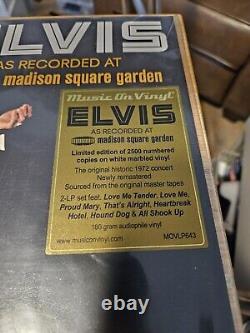 ELVIS
AS RECORDED AT
madison square garden
Music On Vinyl
ELVIS
AS RECORDED AT
madison square garden
Limited edition of 2500 numbered
copies on white marbled vinyl
The original historic 1972 concert
Newly remastered
Sourced from the original master tapes
2-LP set feat. Love Me Tender, Love Me,
Proud Mary, That's Alright, Heartbreak
Hotel, Hound Dog & All Shook Up
180 gram audiophile vinyl
www.musiconvinyl.com
MOVLP643